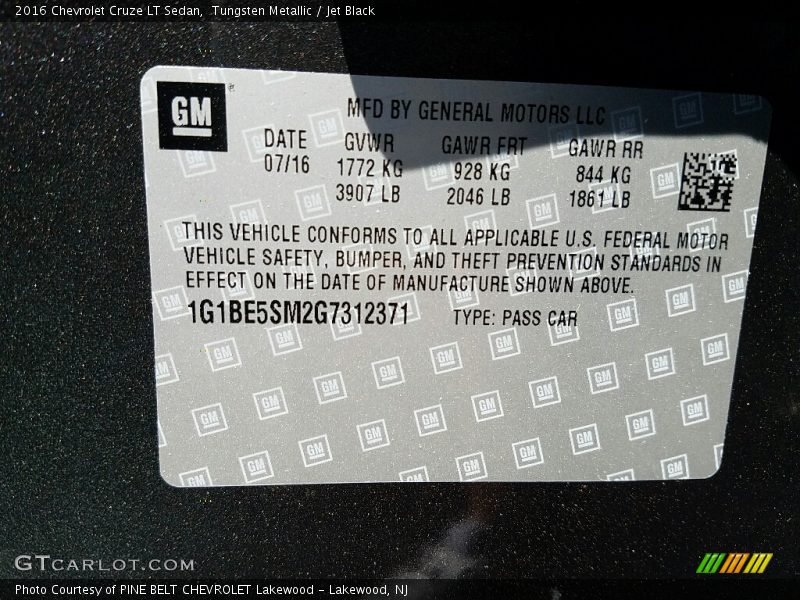 2016 Chevrolet Cruze LT Sedan,  Tungsten Metallic / Jet Black
GM
MFD BY GENERAL MOTORS LLC
DATE GVWR GAWR FRT GAWR RR
07/16 1772 KG 928 KG 844 KG
3907 LB 2046 LB 1861 LB
THIS VEHICLE CONFORMS TO ALL APPLICABLE U.S. FEDERAL MOTOR
VEHICLE SAFETY, BUMPER, AND THEFT PREVENTION STANDARDS IN
EFFECT ON THE DATE OF MANUFACTURE SHOWN ABOVE.
1G1BE5SM2G7312371 TYPE: PASS CAR
GTCARLOT.COM
Photo Courtesy of PINE BELT CHEVROLET Lakewood - Lakewood, NJ